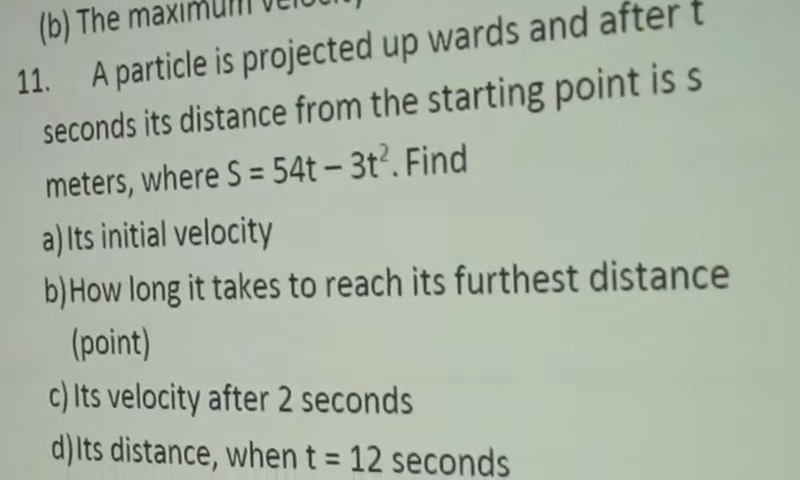 (b) The maximum velocity
11. A particle is projected up wards and after t
seconds its distance from the starting point is s
meters, where S = 54t – 3t². Find
a) Its initial velocity
b) How long it takes to reach its furthest distance
(point)
c) Its velocity after 2 seconds
d) Its distance, when t = 12 seconds